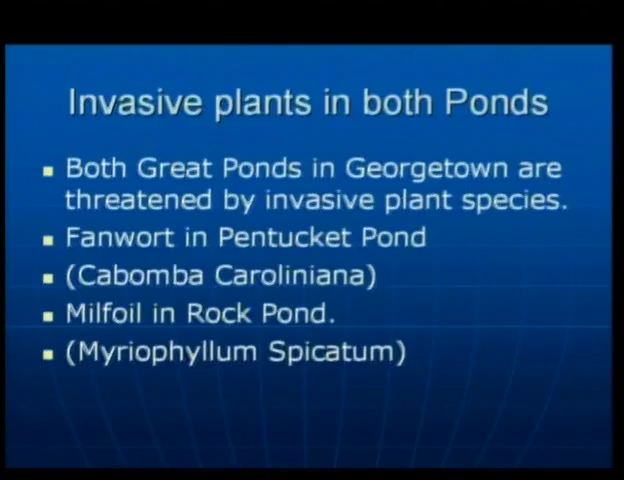 Invasive plants in both Ponds
Both Great Ponds in Georgetown are
threatened by invasive plant species.
Fanwort in Pentucket Pond
(Cabomba Caroliniana)
Milfoil in Rock Pond.
(Myriophyllum Spicatum)